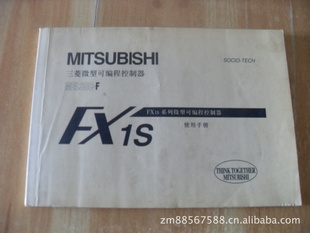 MITSUBISHI
SOCIO-TECH
三菱微型可编程控制器
FX1S
FX1S系列微型可编程控制器
使用手册
THINK TOGETHER
MITSUBISHI
zm88567588.cn.alibaba.com